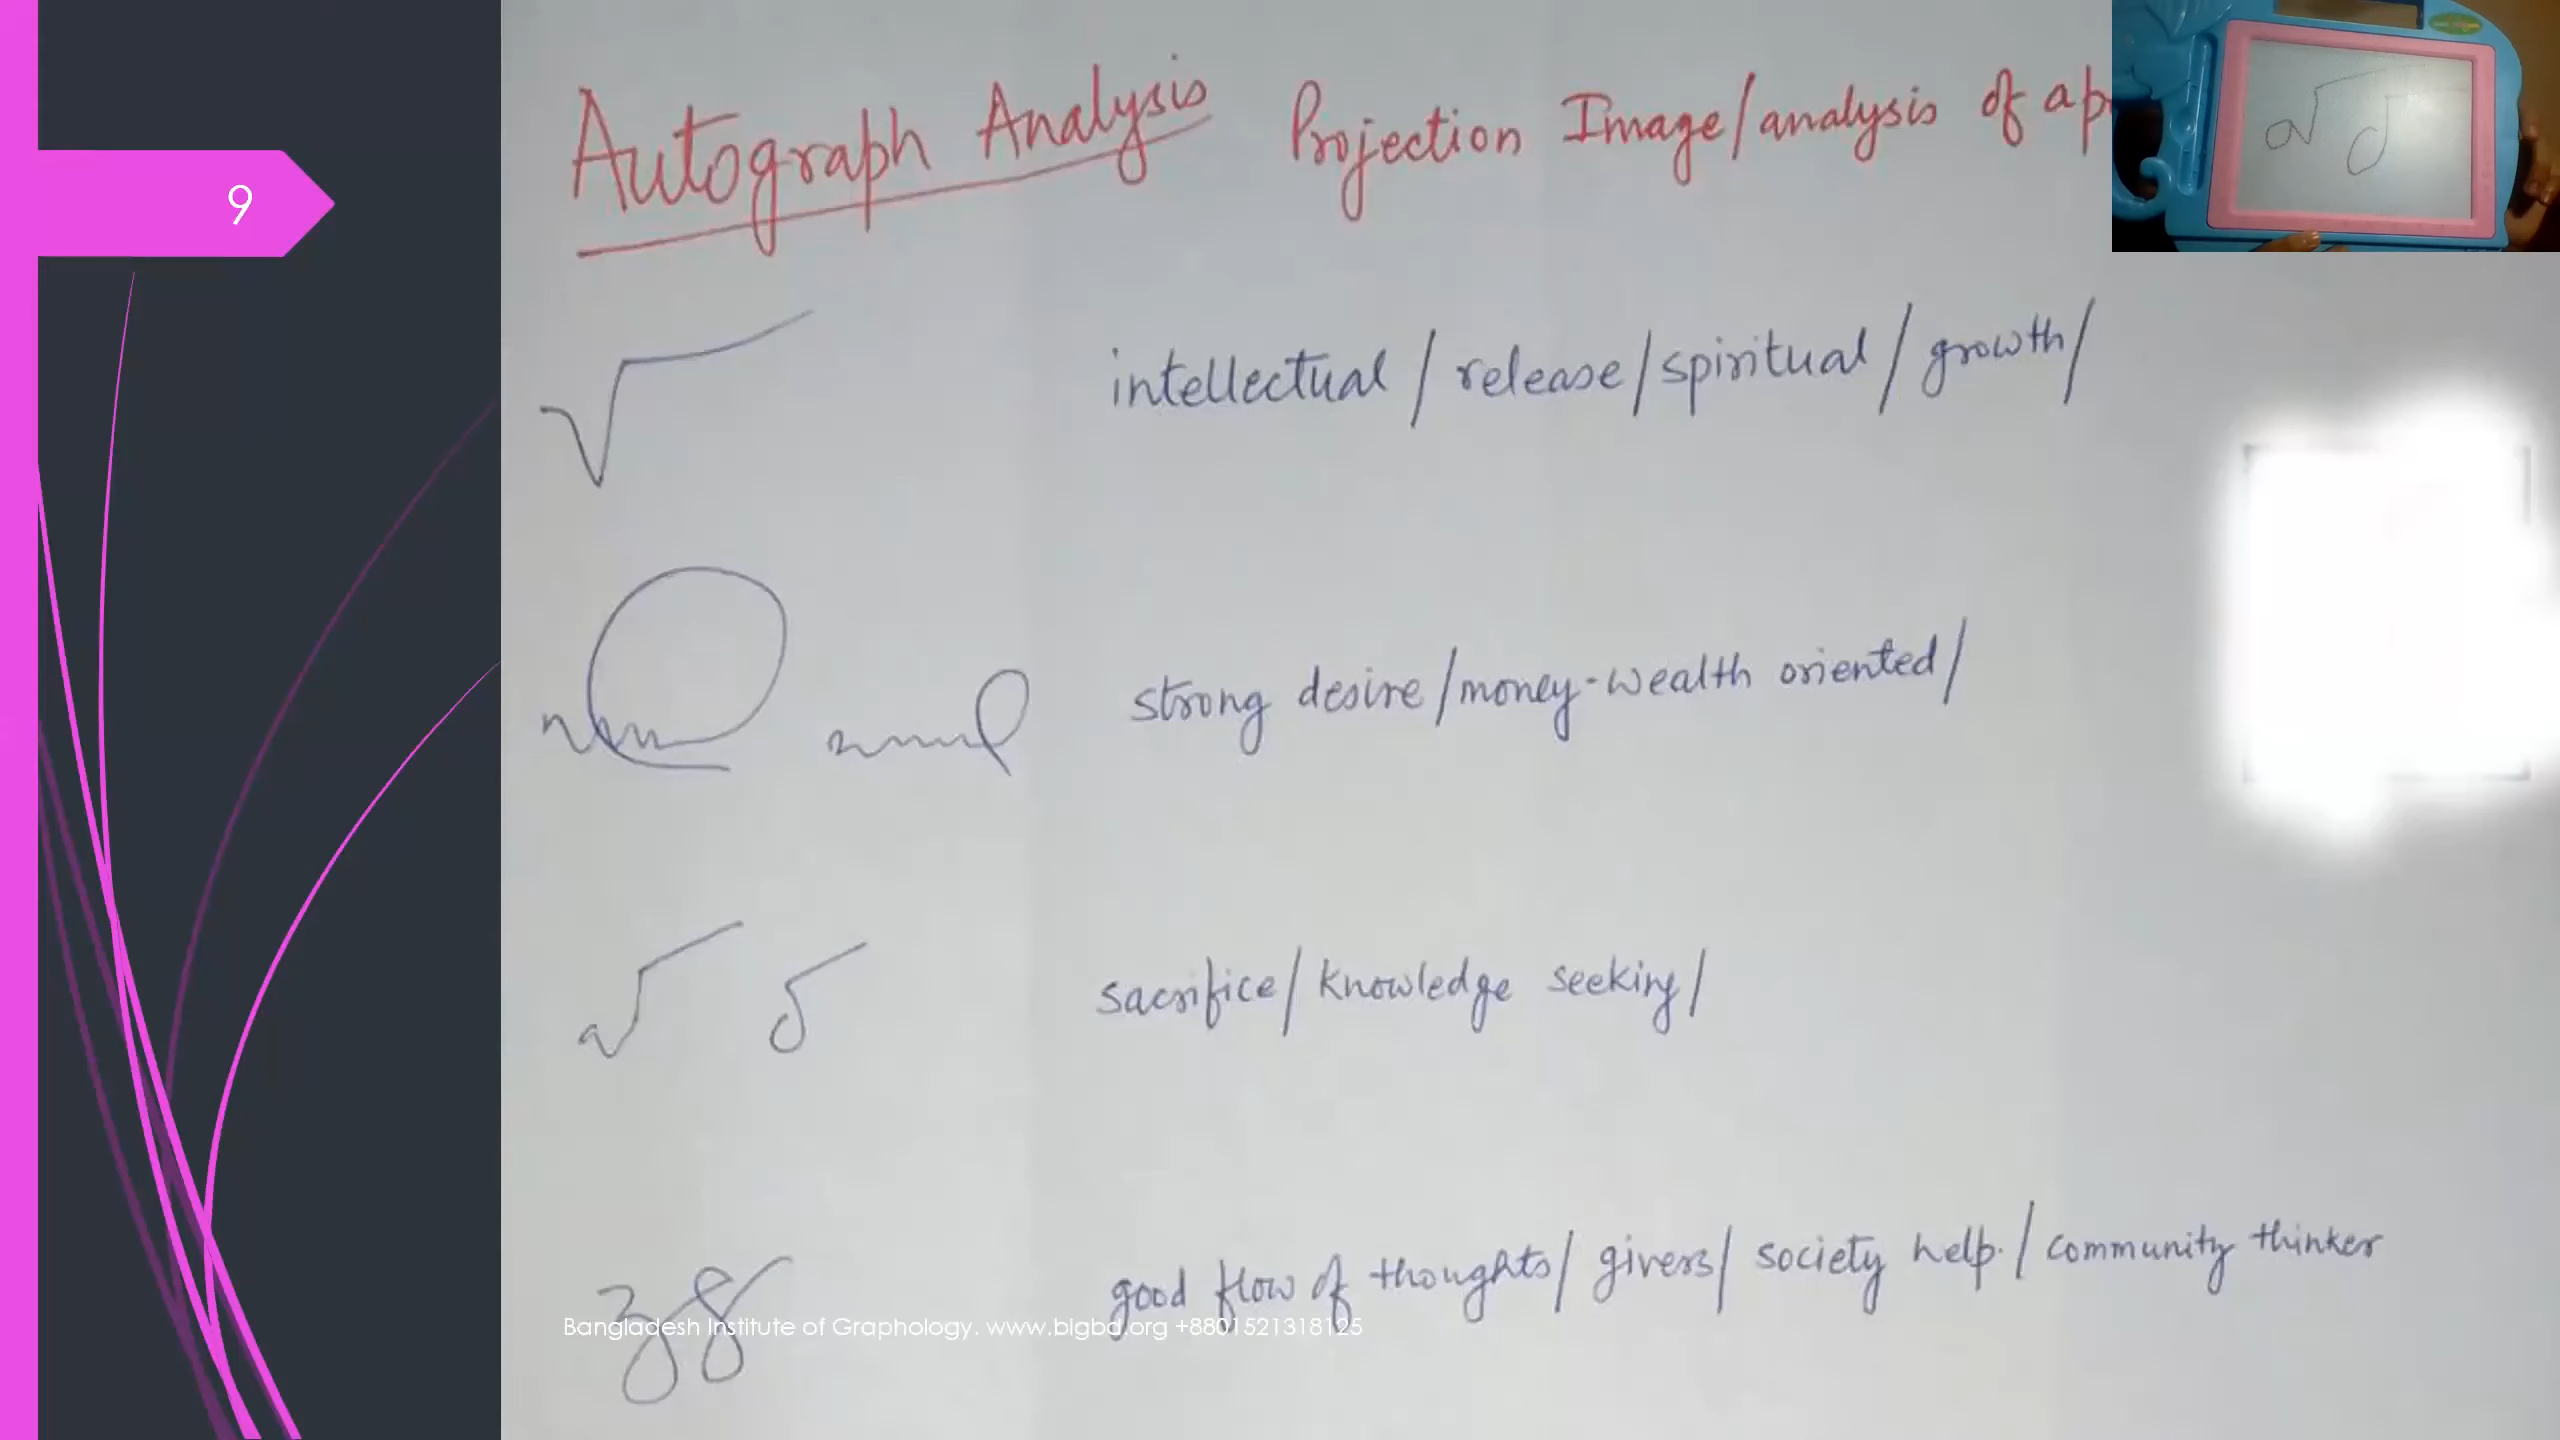 9
Autograph Analysis Projection Image/analysis of
intellectual / release/spiritual / growth/
strong desire/money-wealth oriented/
sacrifice/ knowledge seeking/
good flow of thoughts/ givers/ society help./ community thinker
Bangladesh Institute of Graphology. www.bigbd.org +8801521318125